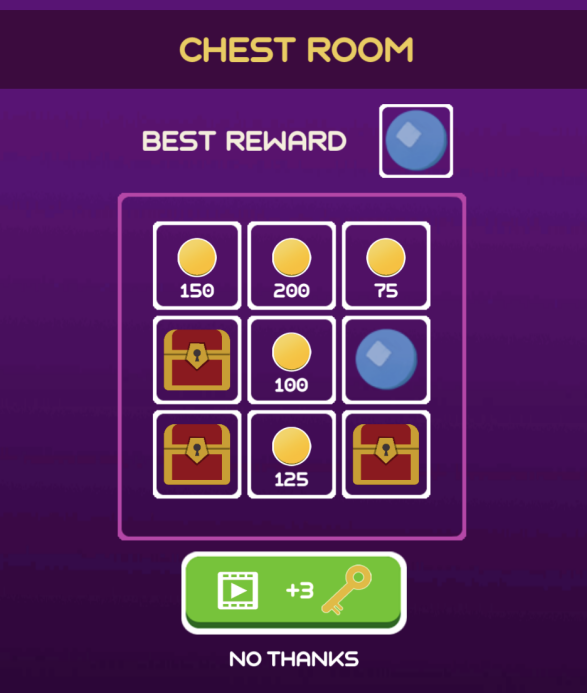 CHEST ROOM
BEST REWARD
150 200 75
100
125
+3
NO THANKS